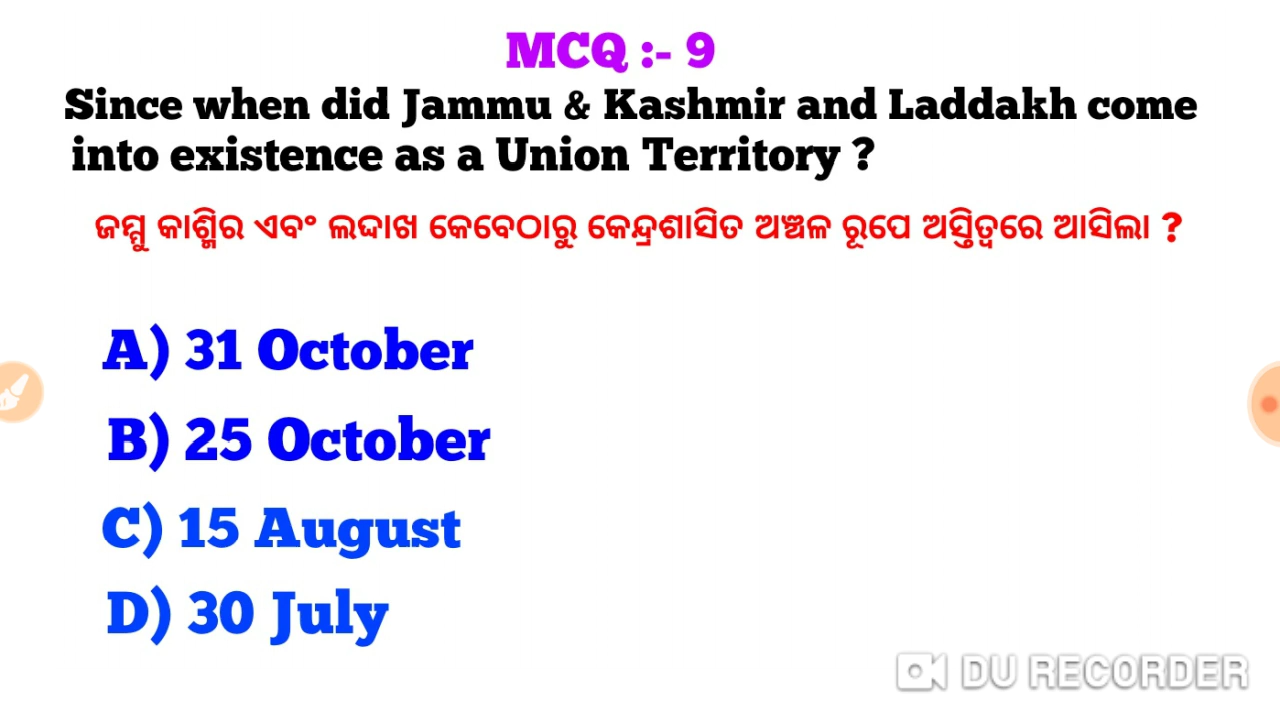 MCQ :- 9
Since when did Jammu & Kashmir and Laddakh come
into existence as a Union Territory ?
ଜମ୍ମୁ କାଶ୍ମିର ଏବଂ ଲଦ୍ଦାଖ କେବେଠାରୁ କେନ୍ଦ୍ରଶାସିତ ଅଞ୍ଚଳ ରୂପେ ଅସ୍ତିତ୍ୱରେ ଆସିଲା ?
A) 31 October
B) 25 October
C) 15 August
D) 30 July
DU RECORDER